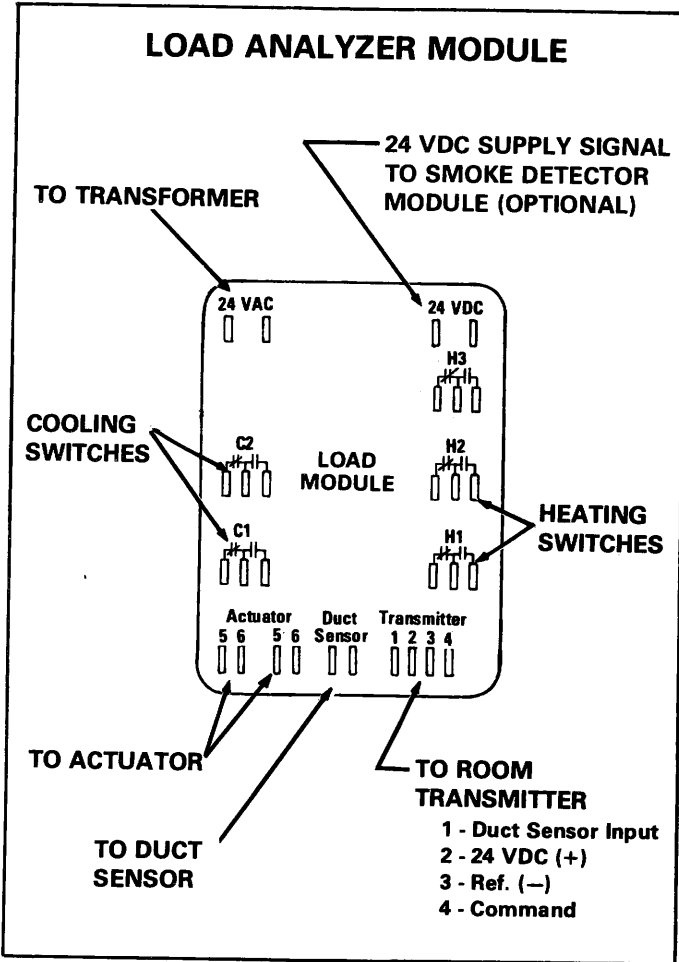 LOAD ANALYZER MODULE
24 VDC SUPPLY SIGNAL
TO SMOKE DETECTOR
MODULE (OPTIONAL)
TO TRANSFORMER
24 VAC
24 VDC
H3
COOLING
SWITCHES
C2
LOAD
MODULE
H2
HEATING
SWITCHES
C1
H1
Actuator
5 6 5 6
Duct
Sensor
Transmitter
1 2 3 4
TO ACTUATOR
TO DUCT
SENSOR
TO ROOM
TRANSMITTER
1 - Duct Sensor Input
2 - 24 VDC (+)
3 - Ref. (—)
4 - Command